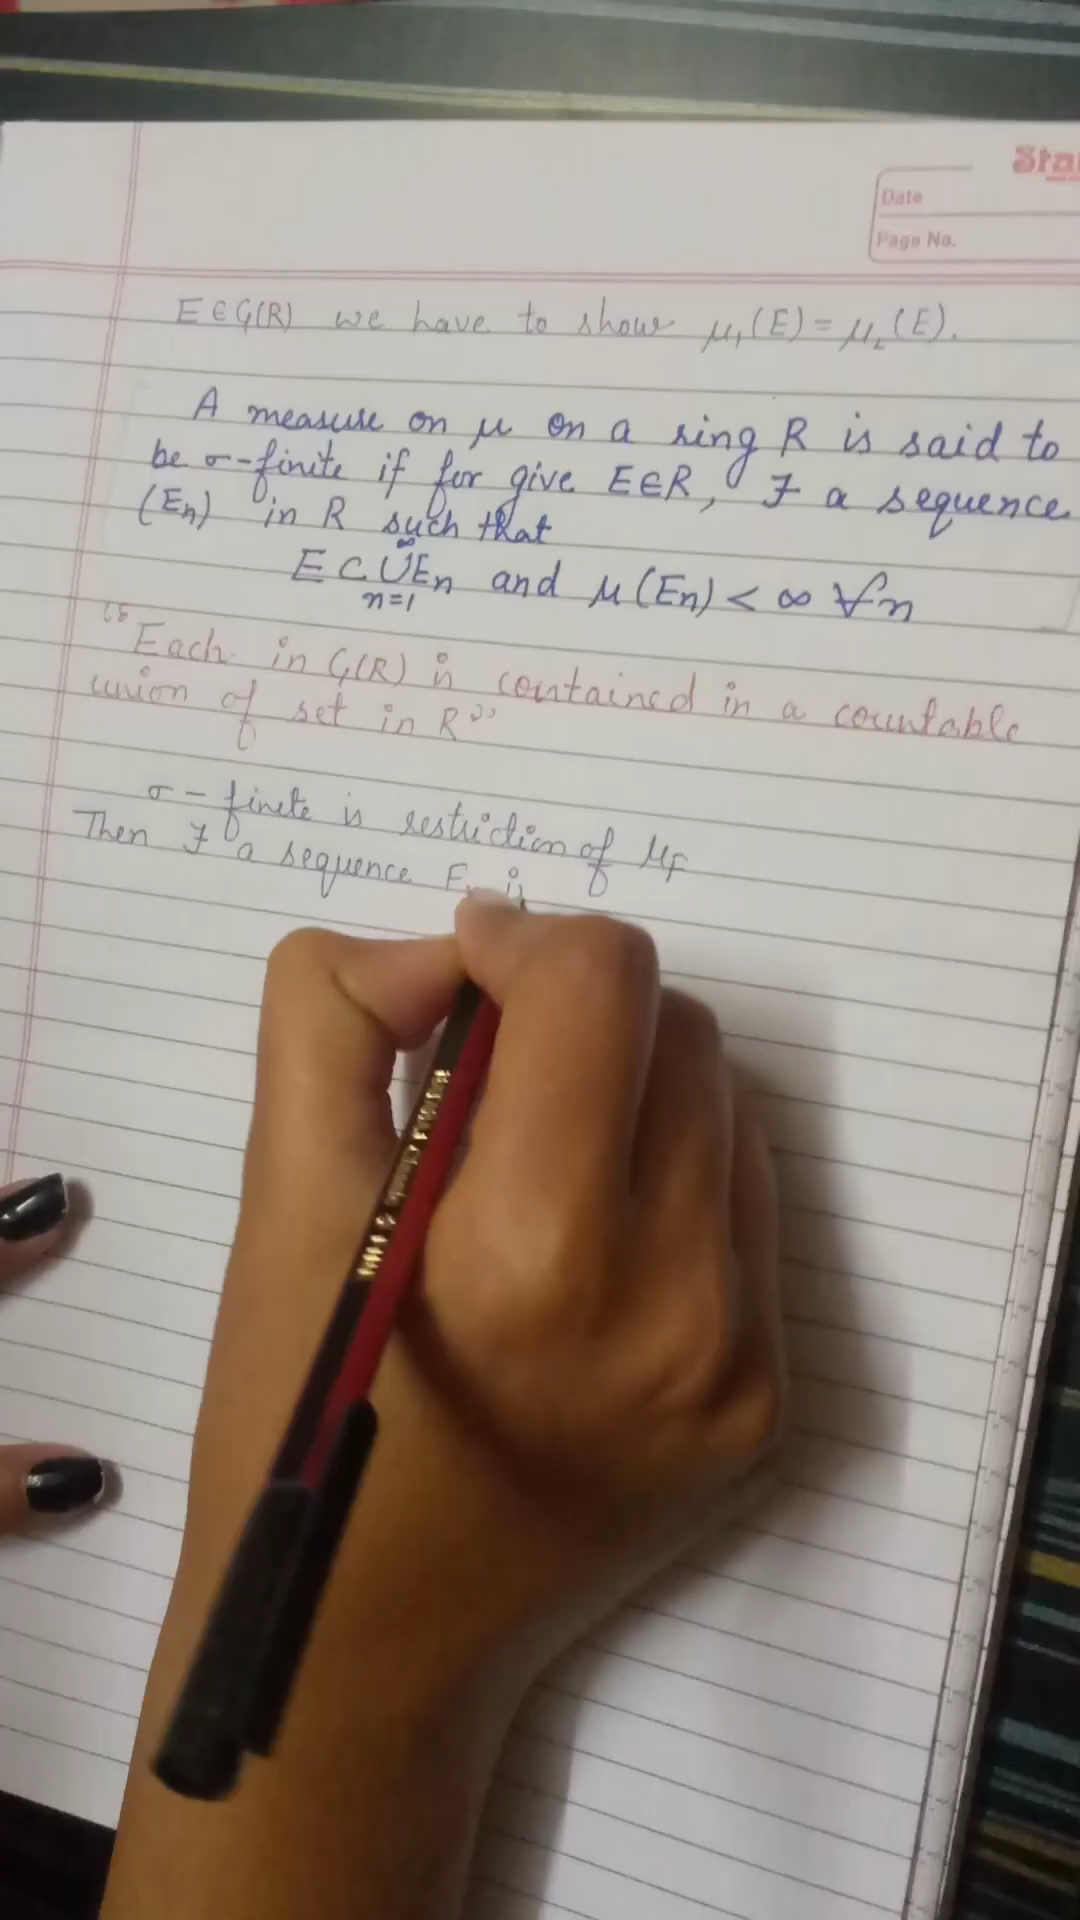 Sta
Date
Page No.
E ∈ G(R) we have to show μ₁(E) = μ₂(E).
A measure on μ on a ring R is said to
be σ-finite if for give E∈R, ∃ a sequence
(En) in R such that
E ⊂ ∞∪n=1 En and μ(En) < ∞ ∀n
"Each in G(R) is contained in a countable
union of set in R"
σ - finite is restriction of μF
Then ∃ a sequence En i